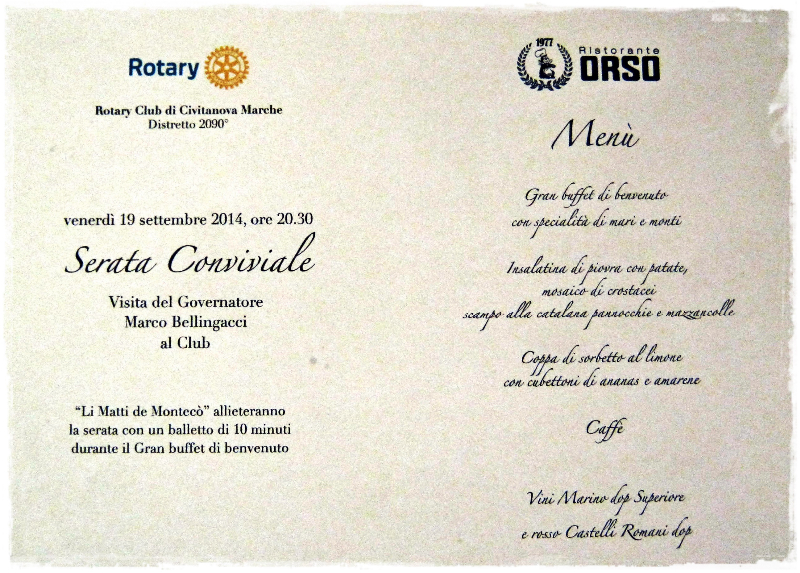 Rotary
Rotary Club di Civitanova Marche
Distretto 2090°
venerdì 19 settembre 2014, ore 20.30
Serata Conviviale
Visita del Governatore
Marco Bellingacci
al Club
“Li Matti de Montecò” allieteranno
la serata con un balletto di 10 minuti
durante il Gran buffet di benvenuto
1977
Ristorante
ORSO
Menù
Gran buffet di benvenuto
con specialità di mari e monti
Insalatina di piovra con patate,
mosaico di crostacei
scampo alla catalana pannocchie e mazzancolle
Coppa di sorbetto al limone
con cubettoni di ananas e amarene
Caffè
Vini Marino dop Superiore
e rosso Castelli Romani dop